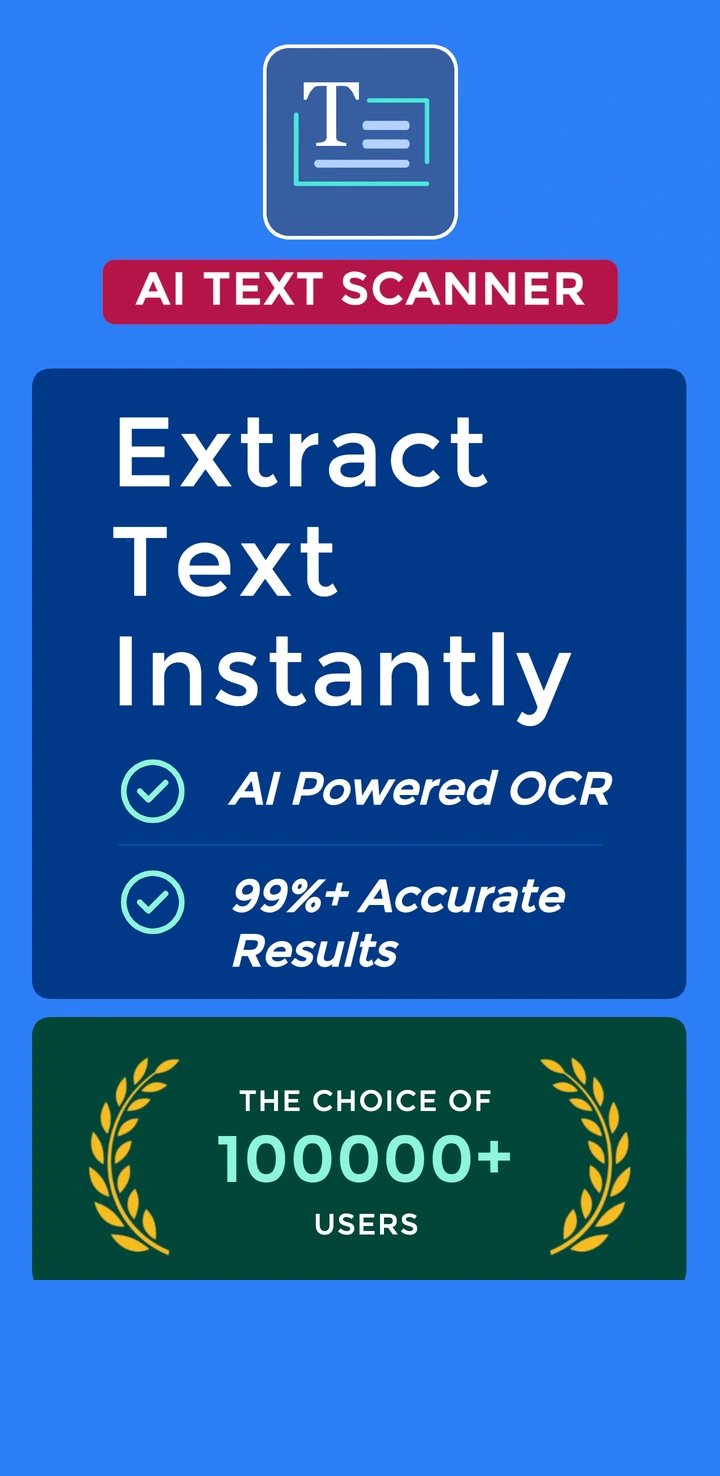 T
AI TEXT SCANNER
Extract
Text
Instantly
AI Powered OCR
99%+ Accurate
Results
THE CHOICE OF
100000+
USERS